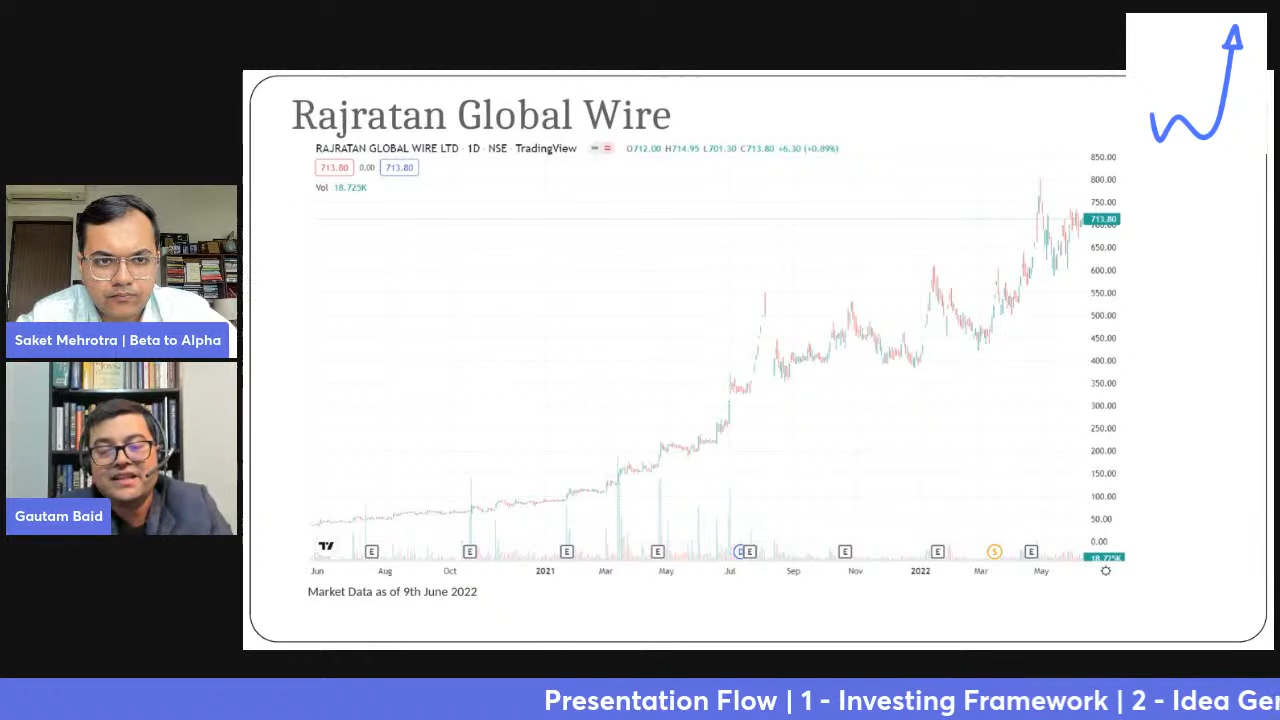 Rajratan Global Wire
RAJRATAN GLOBAL WIRE LTD · 1D · NSE · TradingView O712.00 H714.95 L701.30 C713.80 +6.30 (+0.89%)
713.80 0.00 713.80
Vol 18.725K
850.00
800.00
750.00
713.80
700.00
650.00
600.00
550.00
500.00
450.00
400.00
350.00
300.00
250.00
200.00
150.00
100.00
50.00
0.00
18.725K
E E E E D E E E S E
Jun Aug Oct 2021 Mar May Jul Sep Nov 2022 Mar May
Market Data as of 9th June 2022
Saket Mehrotra | Beta to Alpha
Gautam Baid
Presentation Flow | 1 - Investing Framework | 2 - Idea Ger